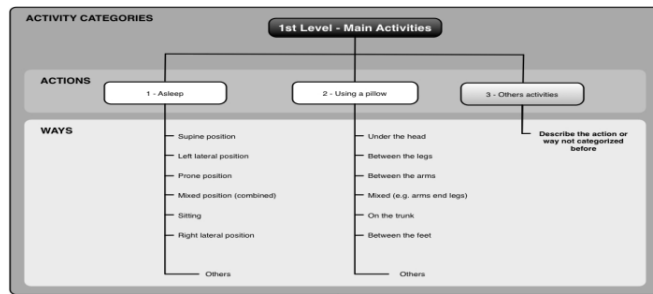 ACTIVITY CATEGORIES
1st Level - Main Activities
ACTIONS
1 - Asleep
2 - Using a pillow
3 - Others activities
WAYS
Supine position
Left lateral position
Prone position
Mixed position (combined)
Sitting
Right lateral position
Others
Under the head
Between the legs
Between the arms
Mixed (e.g. arms end legs)
On the trunk
Between the feet
Others
Describe the action or
way not categorized
before